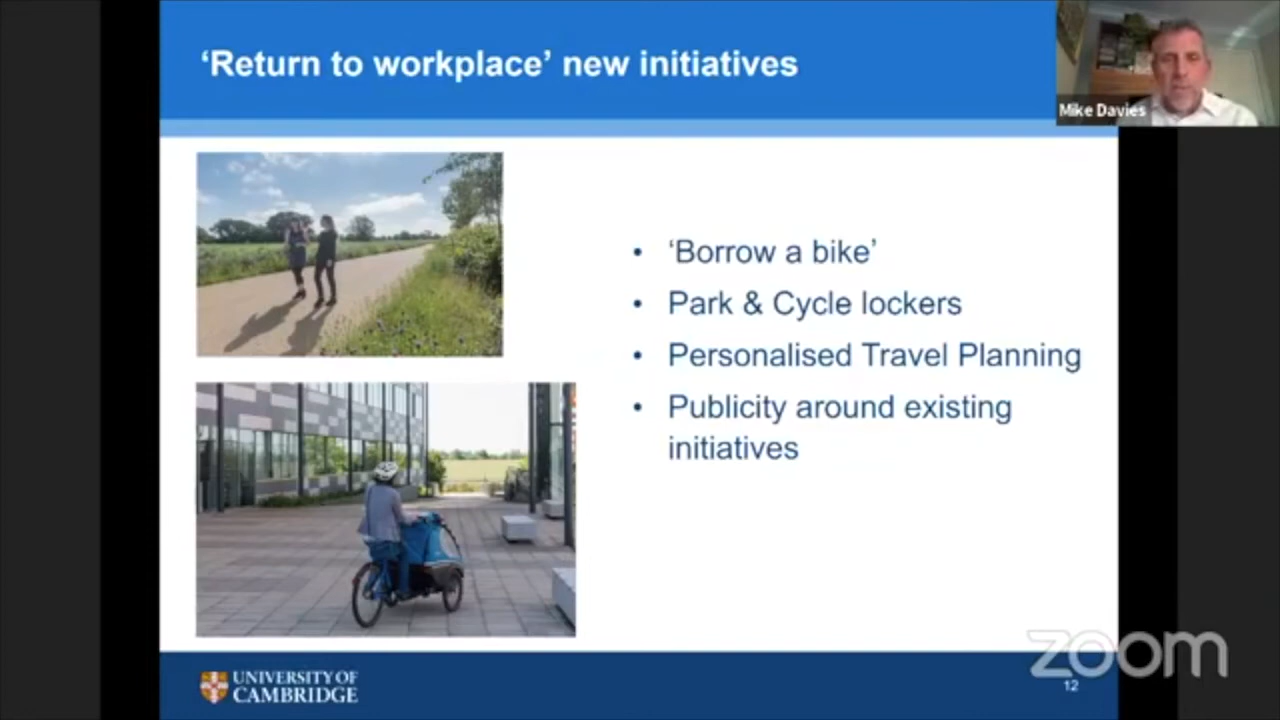 ‘Return to workplace’ new initiatives
Mike Davies
• ‘Borrow a bike’
• Park & Cycle lockers
• Personalised Travel Planning
• Publicity around existing
initiatives
UNIVERSITY OF
CAMBRIDGE
zoom
12